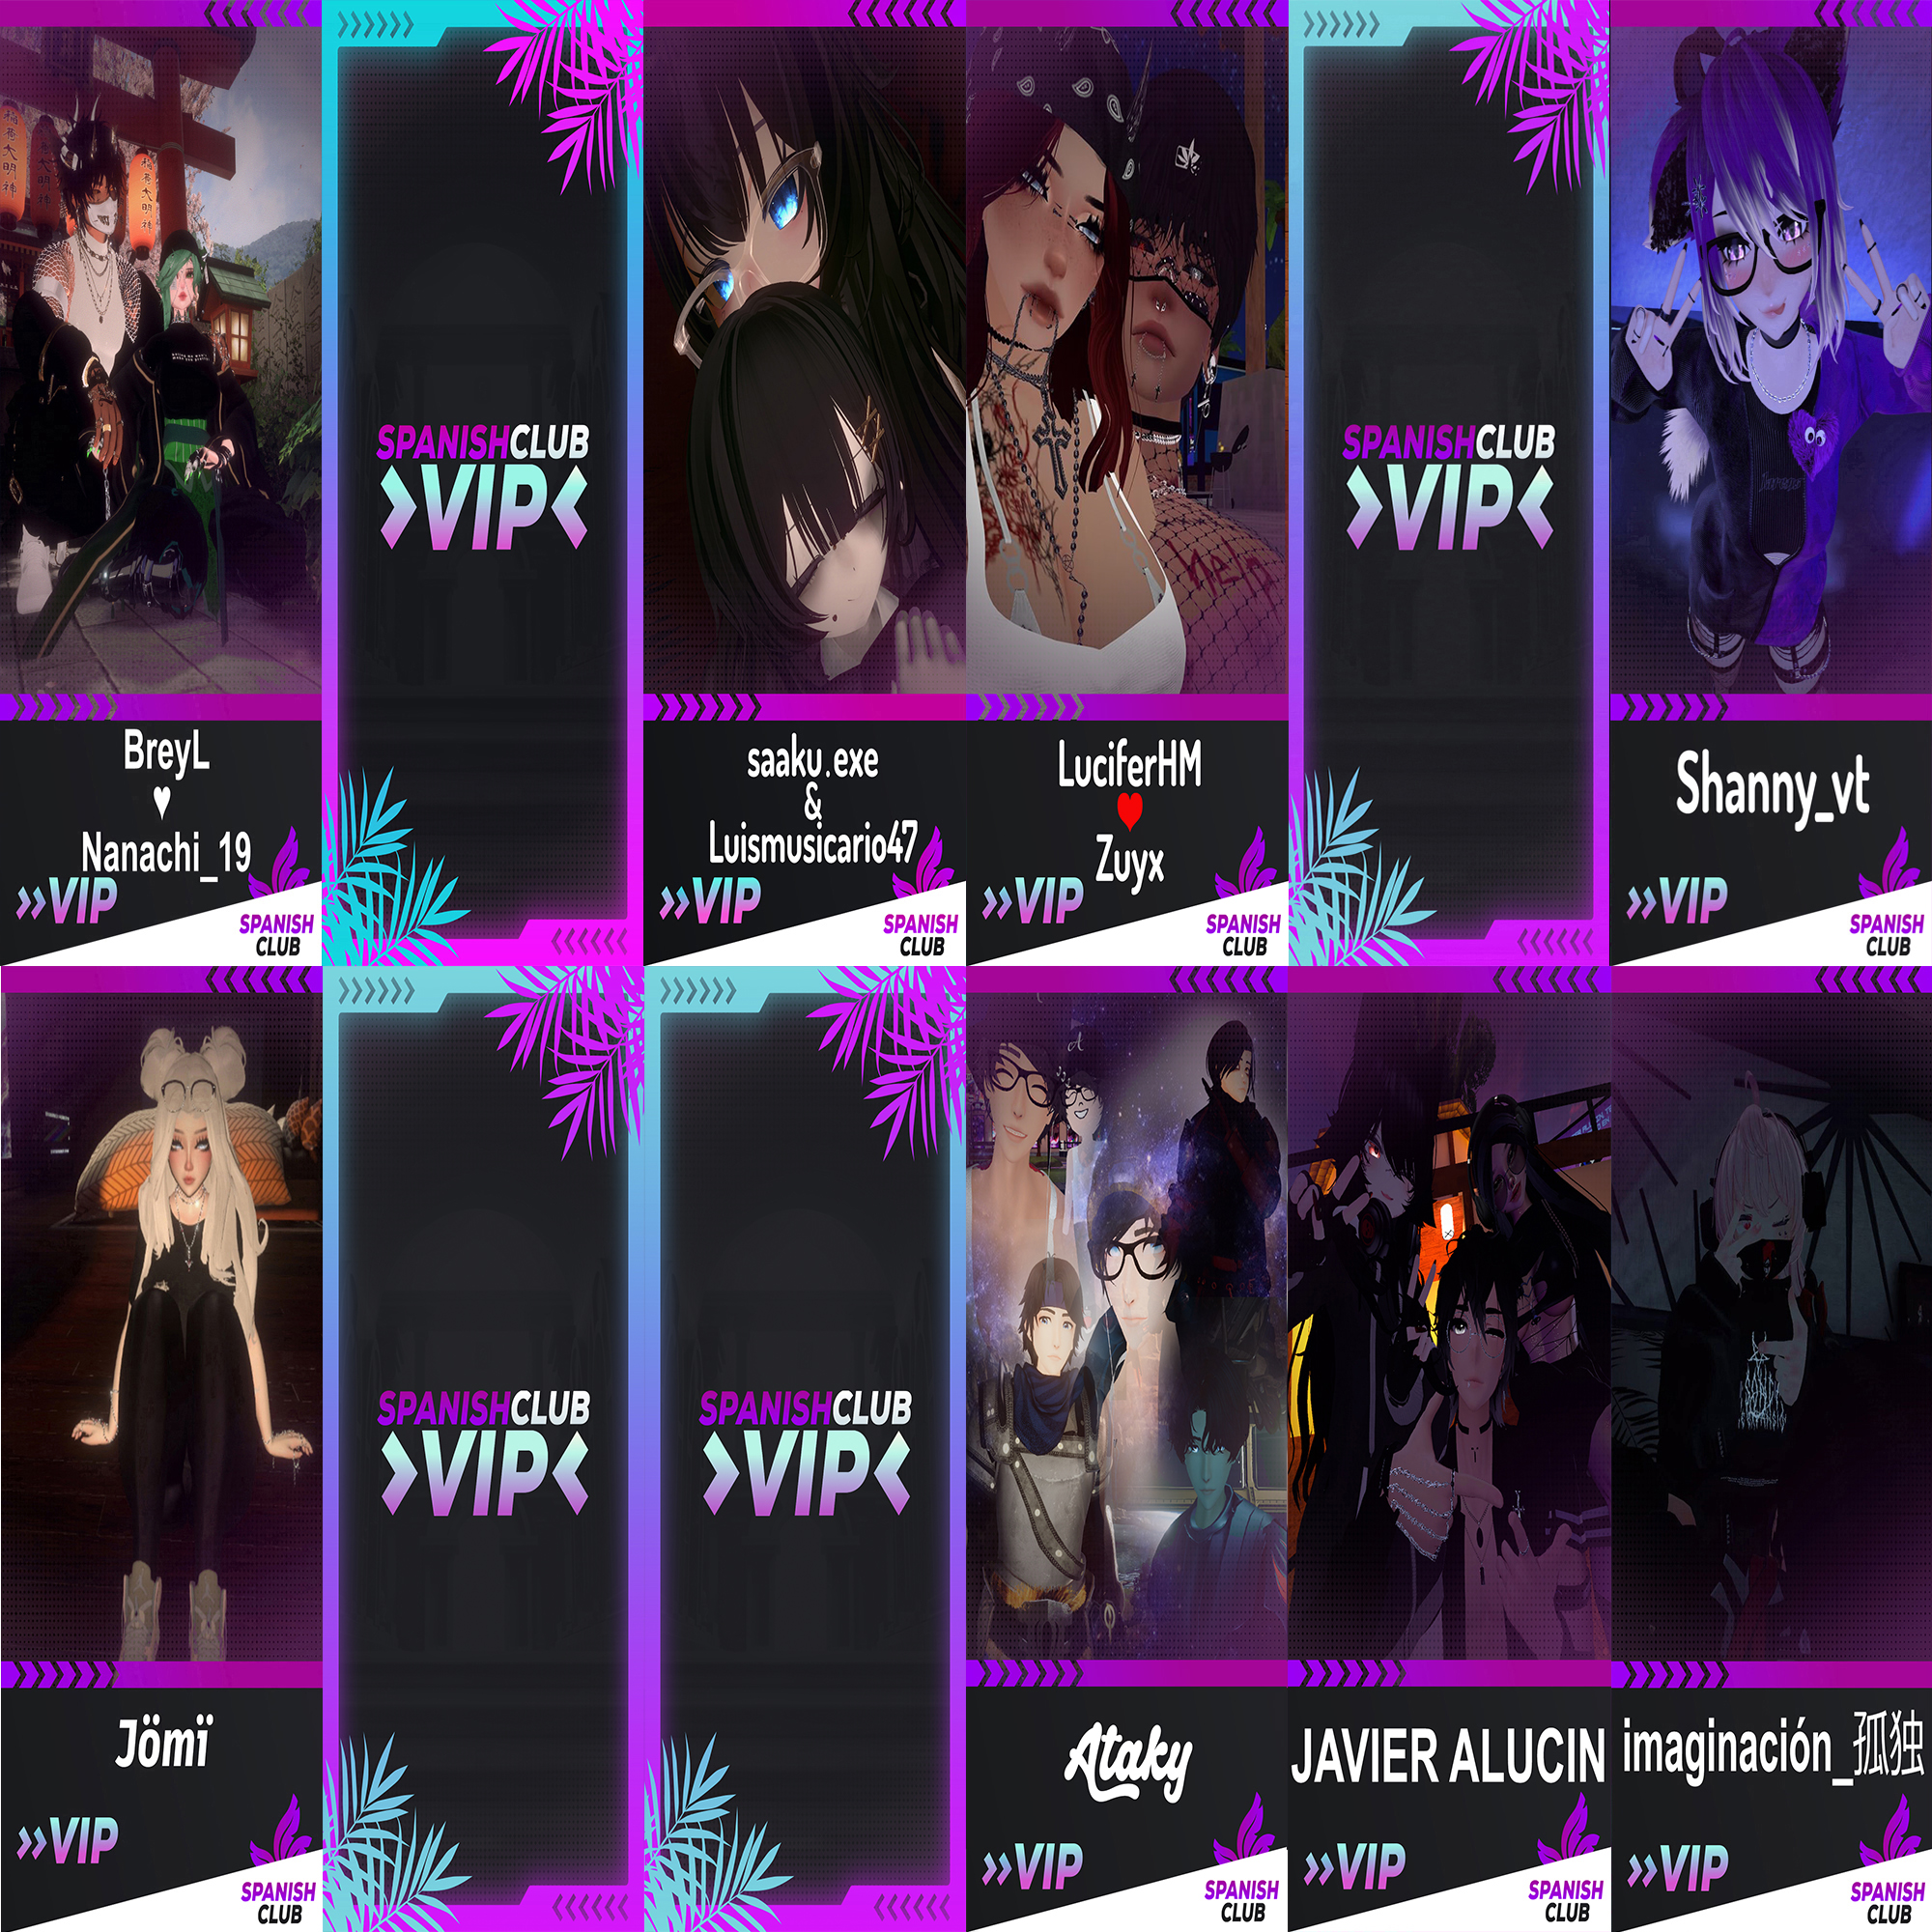 BreyL
♥
Nanachi_19
»VIP
SPANISH
CLUB
SPANISHCLUB
VIP
saaku.exe
&
Luismusicario47
»VIP
SPANISH
CLUB
LuciferHM
♥
Zuyx
»VIP
SPANISH
CLUB
SPANISHCLUB
VIP
Shanny_vt
»VIP
SPANISH
CLUB
Jömï
»VIP
SPANISH
CLUB
SPANISHCLUB
VIP
SPANISHCLUB
VIP
Ataky
»VIP
SPANISH
CLUB
JAVIER ALUCIN
»VIP
SPANISH
CLUB
imaginación_孤独
»VIP
SPANISH
CLUB